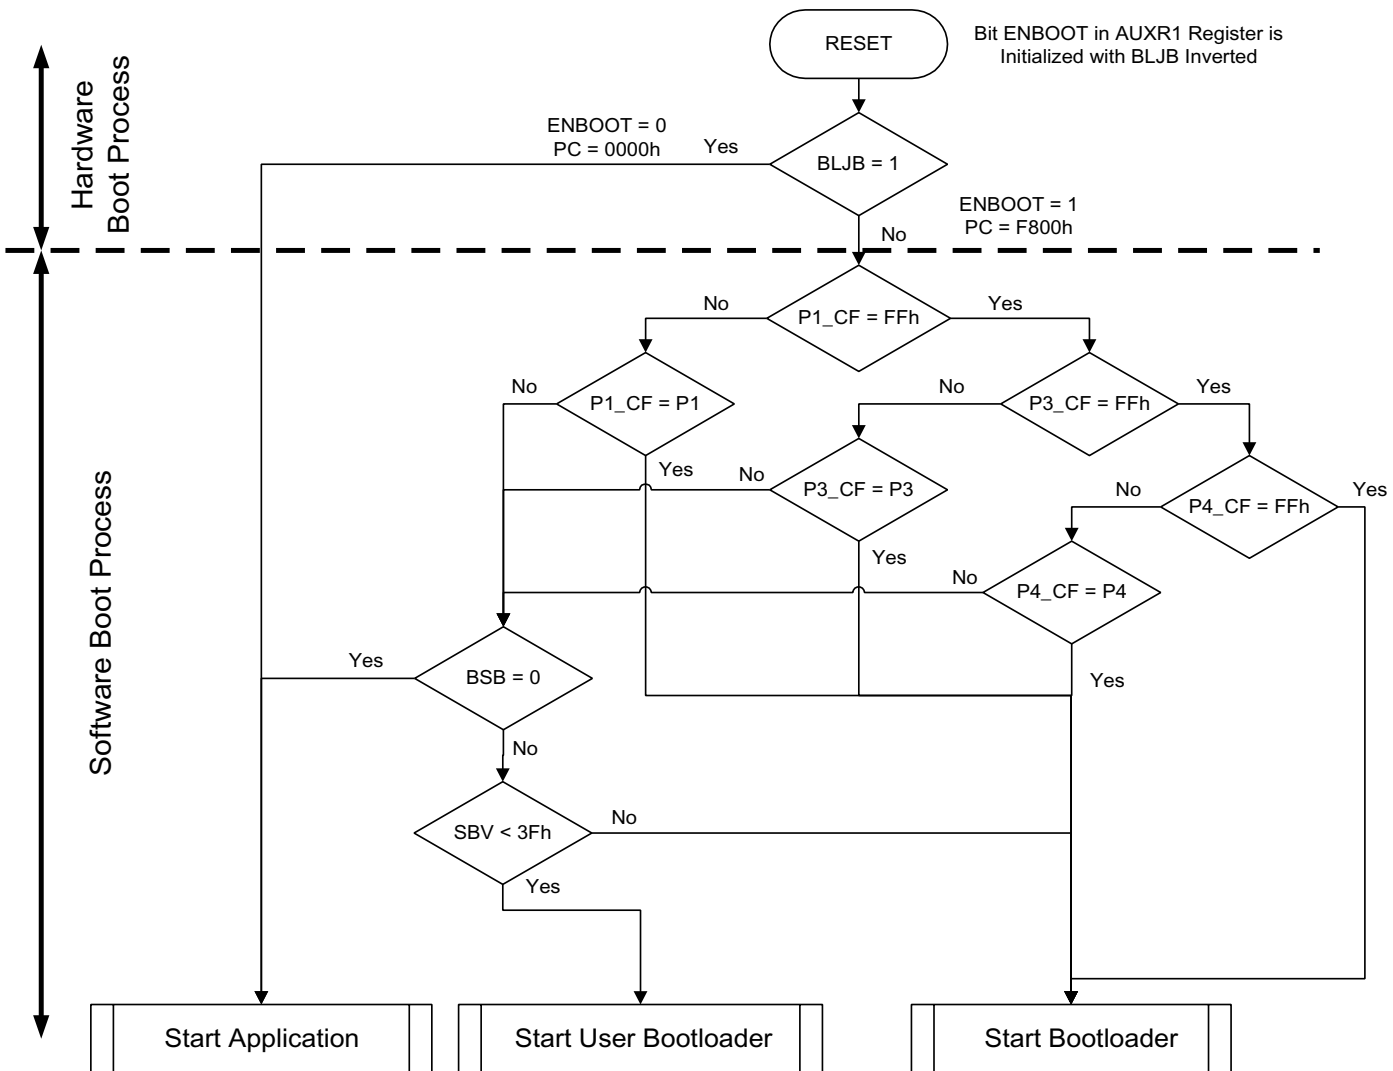 RESET
Bit ENBOOT in AUXR1 Register is
Initialized with BLJB Inverted
Hardware
Boot Process
ENBOOT = 0
PC = 0000h
Yes
BLJB = 1
ENBOOT = 1
PC = F800h
No
No
P1_CF = FFh
Yes
No
P1_CF = P1
Yes
No
P3_CF = FFh
Yes
No
P3_CF = P3
Yes
No
P4_CF = FFh
Yes
No
P4_CF = P4
Yes
Software Boot Process
Yes
BSB = 0
No
SBV < 3Fh
No
Yes
Start Application
Start User Bootloader
Start Bootloader